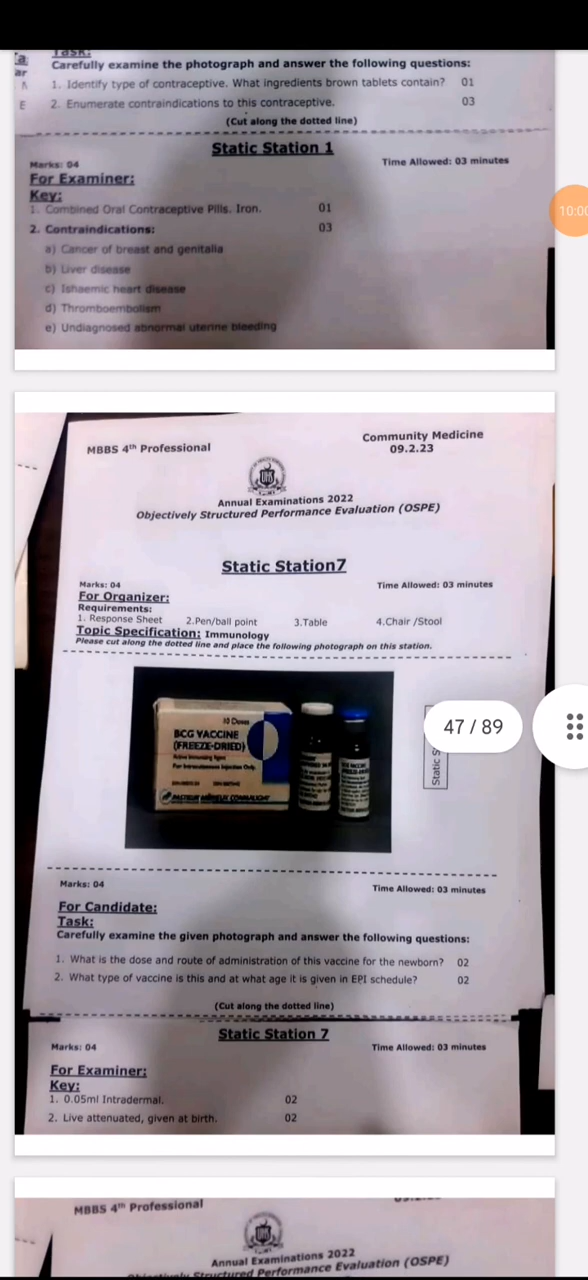 Task:
Carefully examine the photograph and answer the following questions:
1. Identify type of contraceptive. What ingredients brown tablets contain? 01
2. Enumerate contraindications to this contraceptive. 03
(Cut along the dotted line)
Static Station 1
Marks: 04 Time Allowed: 03 minutes
For Examiner:
Key:
1. Combined Oral Contraceptive Pills. Iron. 01
2. Contraindications: 03
a) Cancer of breast and genitalia
b) Liver disease
c) Ishaemic heart disease
d) Thromboembolism
e) Undiagnosed abnormal uterine bleeding
10:00
MBBS 4th Professional Community Medicine
09.2.23
Annual Examinations 2022
Objectively Structured Performance Evaluation (OSPE)
Static Station7
Marks: 04 Time Allowed: 03 minutes
For Organizer:
Requirements:
1. Response Sheet 2.Pen/ball point 3.Table 4.Chair /Stool
Topic Specification: Immunology
Please cut along the dotted line and place the following photograph on this station.
10 Doses
BCG VACCINE
(FREEZE-DRIED)
For Intracutaneous Injection Only.
47 / 89
Static S
Marks: 04 Time Allowed: 03 minutes
For Candidate:
Task:
Carefully examine the given photograph and answer the following questions:
1. What is the dose and route of administration of this vaccine for the newborn? 02
2. What type of vaccine is this and at what age it is given in EPI schedule? 02
(Cut along the dotted line)
Static Station 7
Marks: 04 Time Allowed: 03 minutes
For Examiner:
Key:
1. 0.05ml Intradermal. 02
2. Live attenuated, given at birth. 02
MBBS 4th Professional
Annual Examinations 2022
Objectively Structured Performance Evaluation (OSPE)